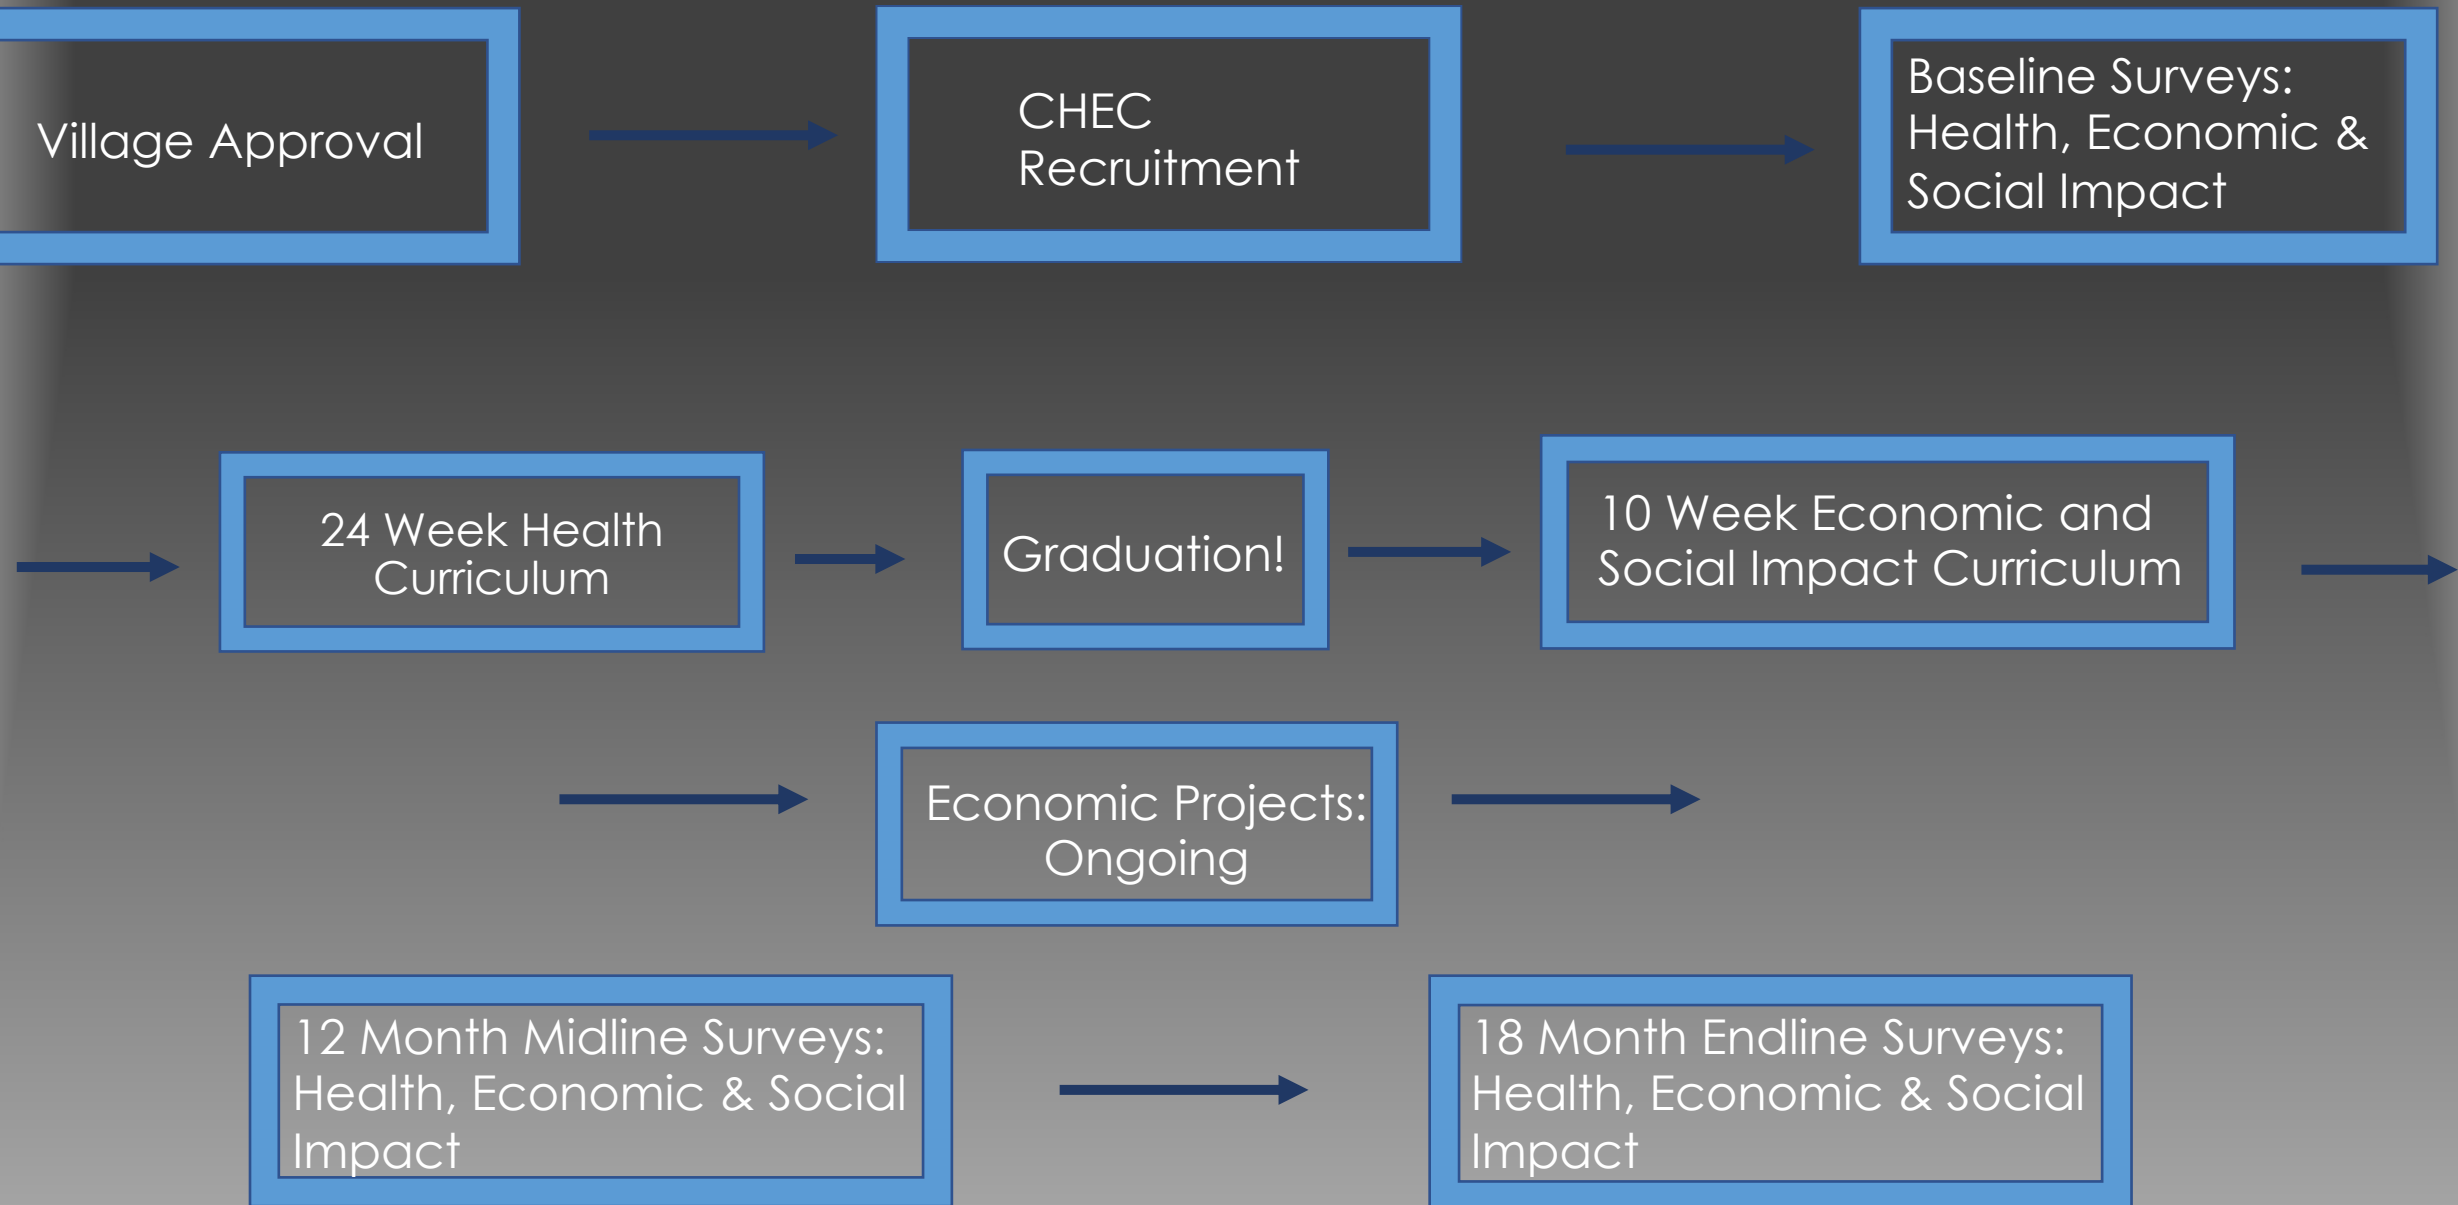 Village Approval
CHEC
Recruitment
Baseline Surveys:
Health, Economic &
Social Impact
24 Week Health
Curriculum
Graduation!
10 Week Economic and
Social Impact Curriculum
Economic Projects:
Ongoing
12 Month Midline Surveys:
Health, Economic & Social
Impact
18 Month Endline Surveys:
Health, Economic & Social
Impact